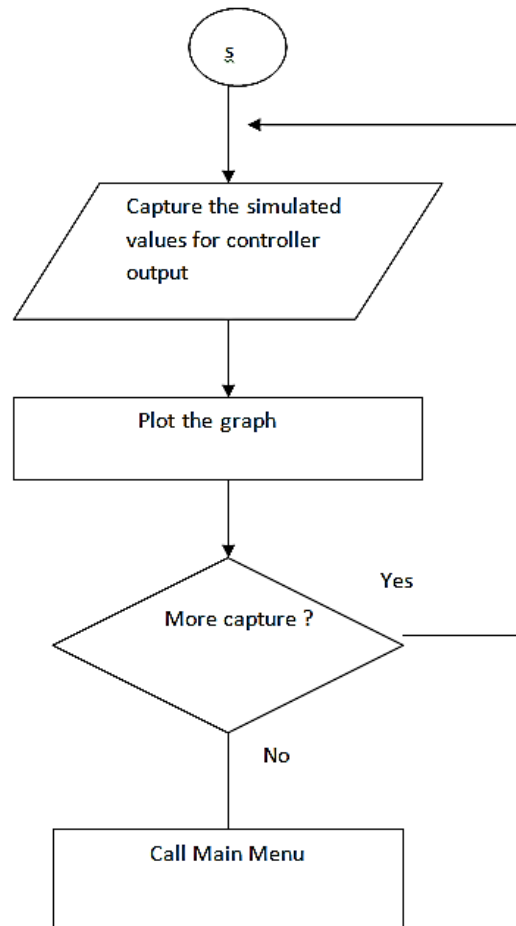 s
Capture the simulated
values for controller
output
Plot the graph
Yes
More capture ?
No
Call Main Menu